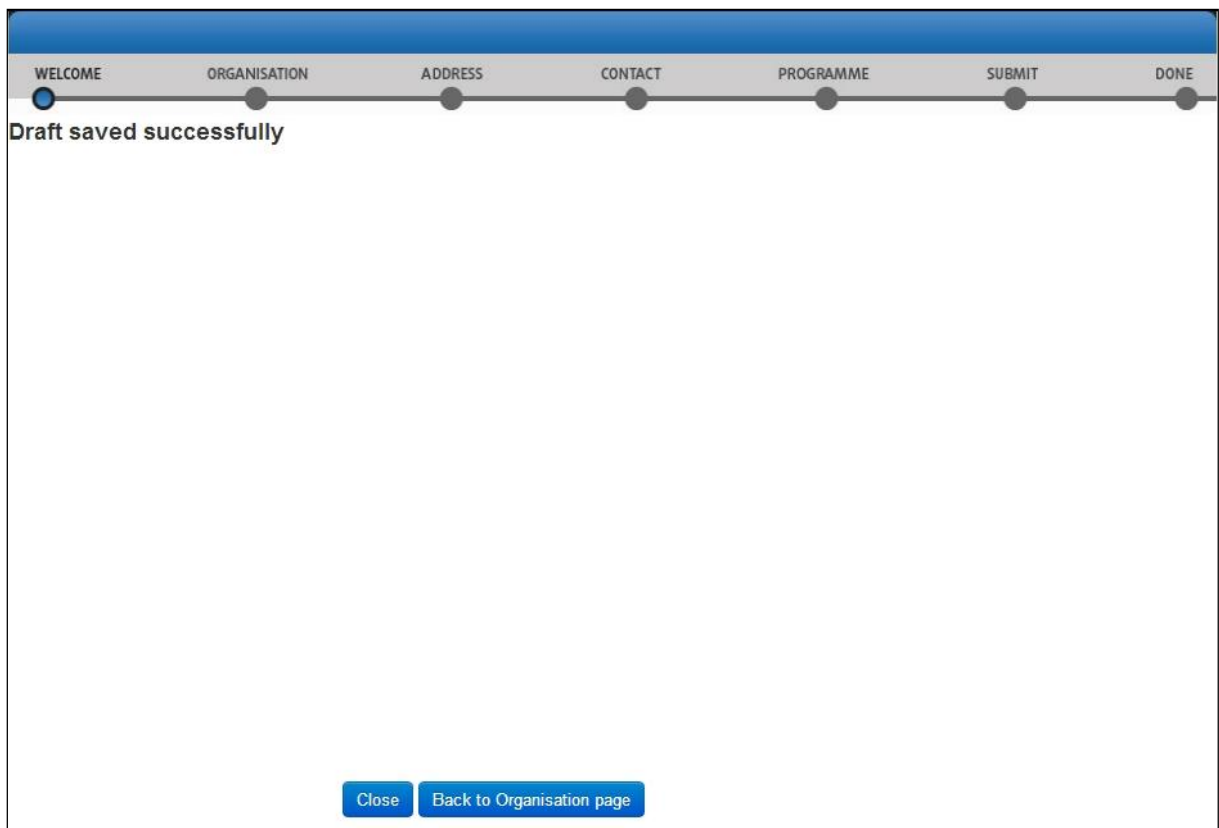 WELCOME ORGANISATION ADDRESS CONTACT PROGRAMME SUBMIT DONE
Draft saved successfully
Close Back to Organisation page